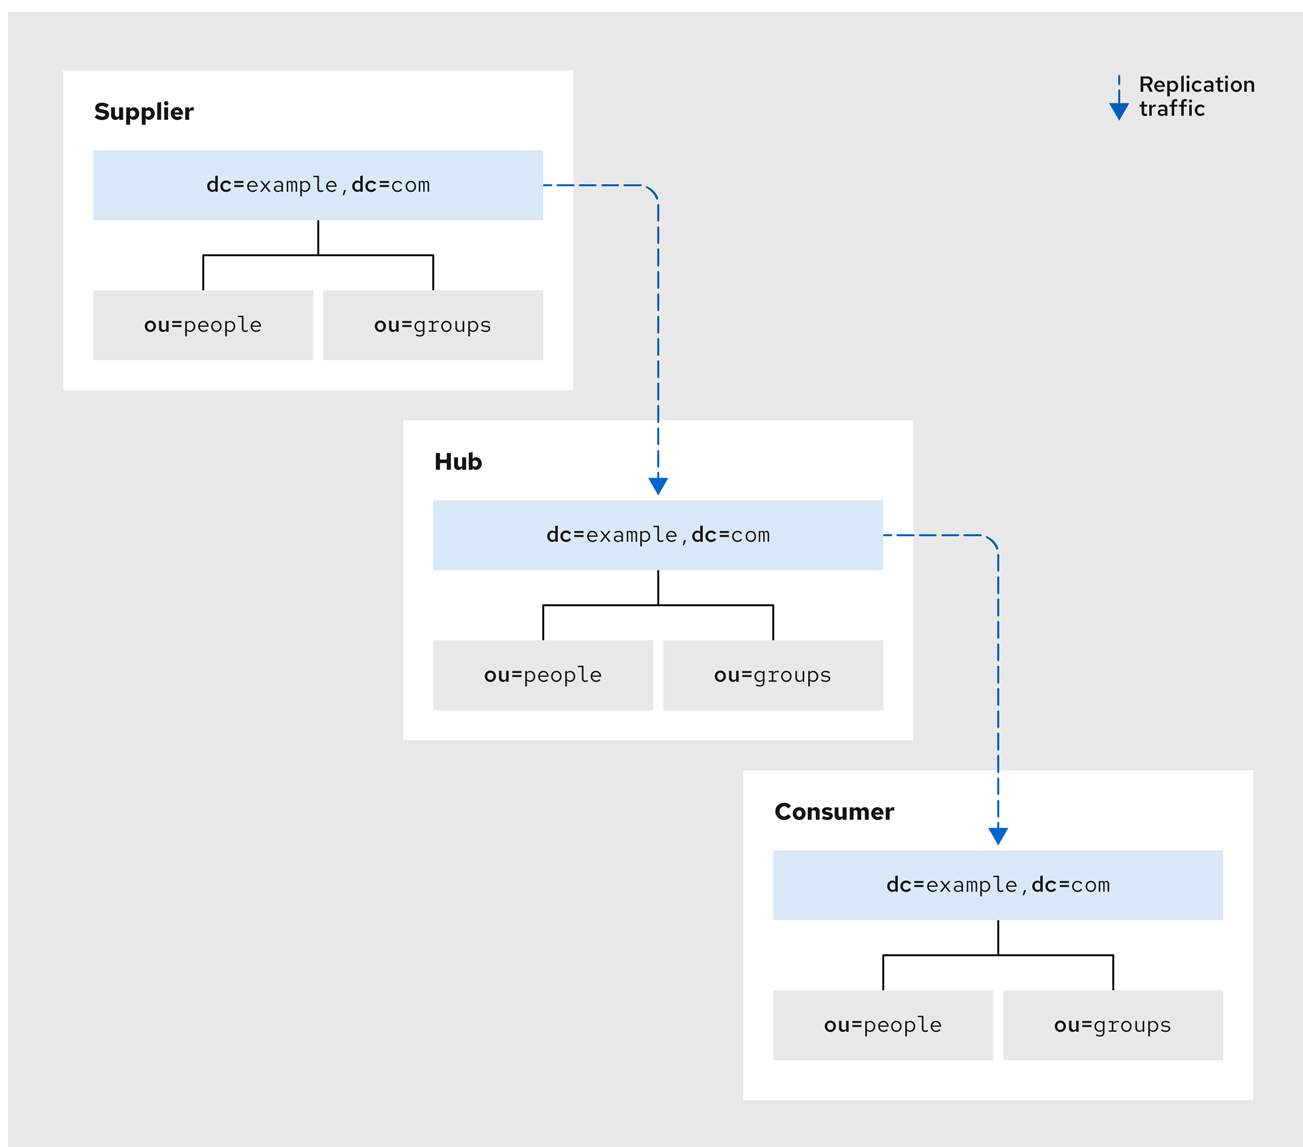 Replication
traffic
Supplier
dc=example,dc=com
ou=people
ou=groups
Hub
dc=example,dc=com
ou=people
ou=groups
Consumer
dc=example,dc=com
ou=people
ou=groups